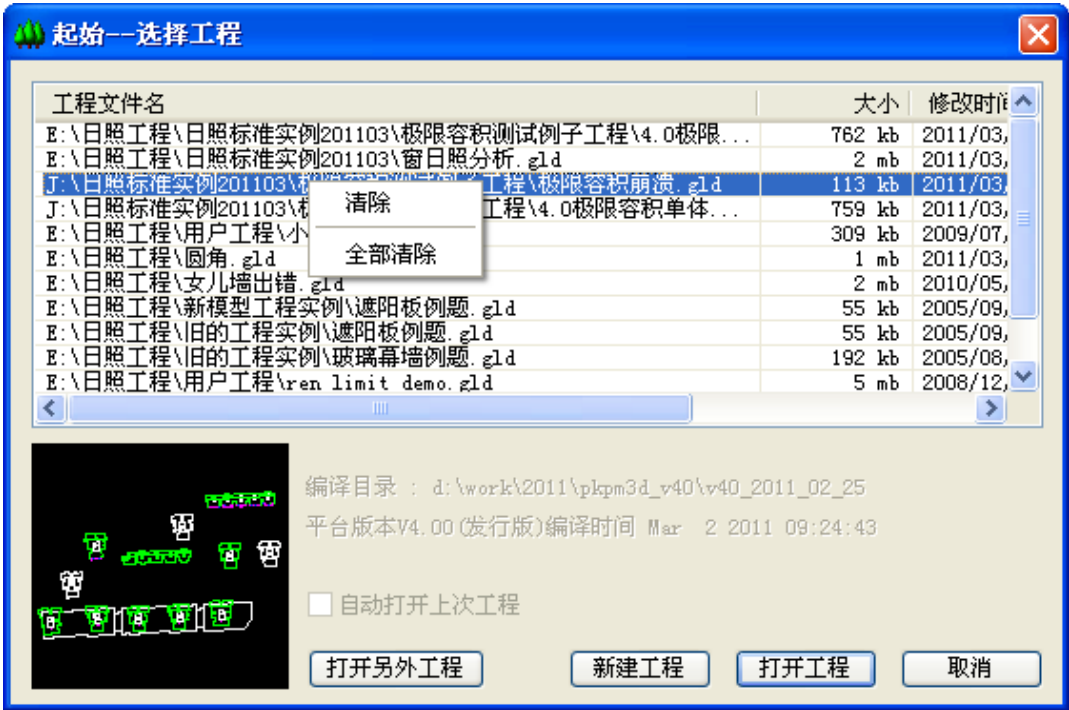 起始--选择工程
工程文件名 大小 修改时间
E:\日照工程\日照标准实例201103\极限容积测试例子工程\4.0极限... 762 kb 2011/03,
E:\日照工程\日照标准实例201103\窗日照分析.gld 2 mb 2011/03,
J:\日照标准实例201103\ 工程\极限容积崩溃.gld 113 kb 2011/03,
清除
J:\日照标准实例201103\ 工程\4.0极限容积单体... 759 kb 2011/03,
E:\日照工程\用户工程\小 309 kb 2009/07,
全部清除
E:\日照工程\圆角.gld 1 mb 2011/03,
E:\日照工程\女儿墙出错.gld 2 mb 2010/05,
E:\日照工程\新模型工程实例\遮阳板例题.gld 55 kb 2005/09,
E:\日照工程\旧的工程实例\遮阳板例题.gld 55 kb 2005/09,
E:\日照工程\旧的工程实例\玻璃幕墙例题.gld 192 kb 2005/08,
E:\日照工程\用户工程\ren limit demo.gld 5 mb 2008/12,
编译目录 : d:\work\2011\pkpm3d_v40\v40_2011_02_25
平台版本V4.00(发行版)编译时间 Mar 2 2011 09:24:43
自动打开上次工程
打开另外工程 新建工程 打开工程 取消